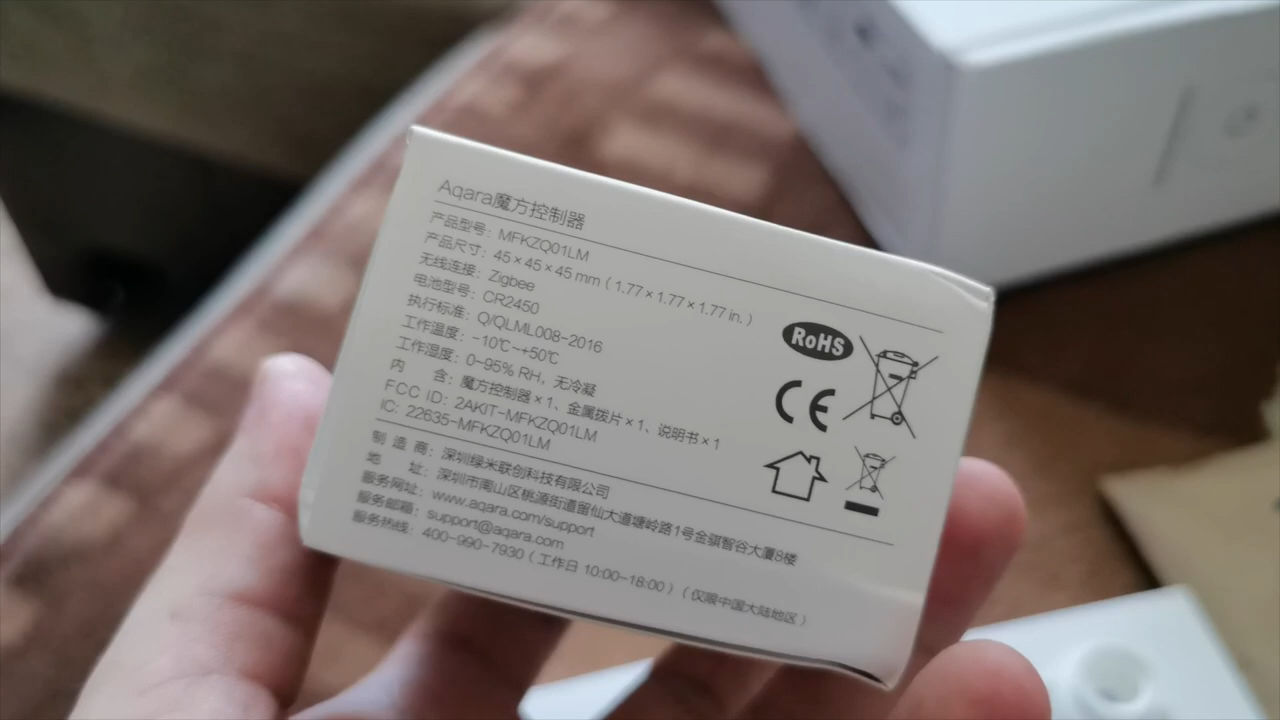 Aqara魔方控制器
产品型号：MFKZQ01LM
产品尺寸：45×45×45 mm（1.77×1.77×1.77 in.）
无线连接：Zigbee
电池型号：CR2450
执行标准：Q/QLML008-2016
工作温度：-10℃~+50℃
工作湿度：0~95% RH，无冷凝
内 含：魔方控制器×1、金属拨片×1、说明书×1
FCC ID: 2AKIT-MFKZQ01LM
IC: 22635-MFKZQ01LM
RoHS
CE
制 造 商：深圳绿米联创科技有限公司
地 址：深圳市南山区桃源街道留仙大道塘岭路1号金骐智谷大厦8楼
服务网址：www.aqara.com/support
服务邮箱：support@aqara.com
服务热线：400-990-7930（工作日 10:00-18:00）（仅限中国大陆地区）